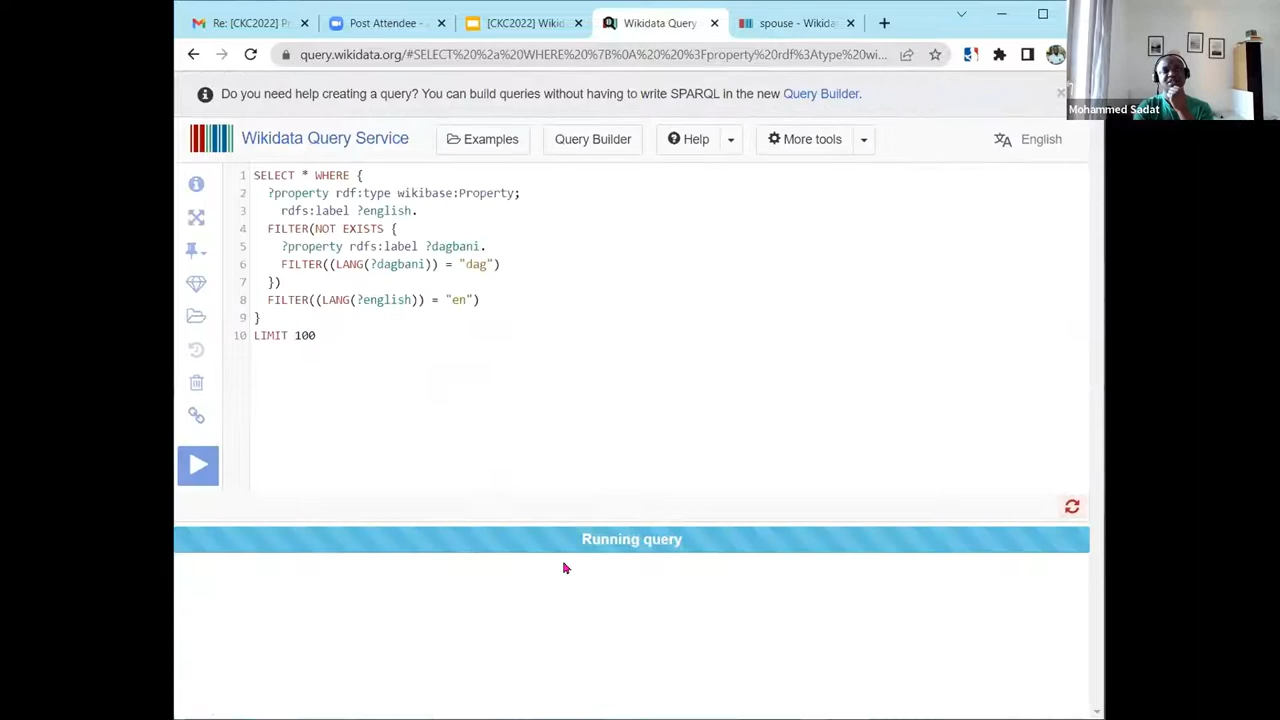 Re: [CKC2022] Pr
Post Attendee -
[CKC2022] Wikid
Wikidata Query
spouse - Wikida
query.wikidata.org/#SELECT%20%2a%20WHERE%20%7B%0A%20%20%3Fproperty%20rdf%3Atype%20w...
Mohammed Sadat
Do you need help creating a query? You can build queries without having to write SPARQL in the new Query Builder.
Wikidata Query Service
Examples
Query Builder
Help
More tools
English
1 SELECT * WHERE {
2 ?property rdf:type wikibase:Property;
3 rdfs:label ?english.
4 FILTER(NOT EXISTS {
5 ?property rdfs:label ?dagbani.
6 FILTER((LANG(?dagbani)) = "dag")
7 })
8 FILTER((LANG(?english)) = "en")
9 }
10 LIMIT 100
Running query